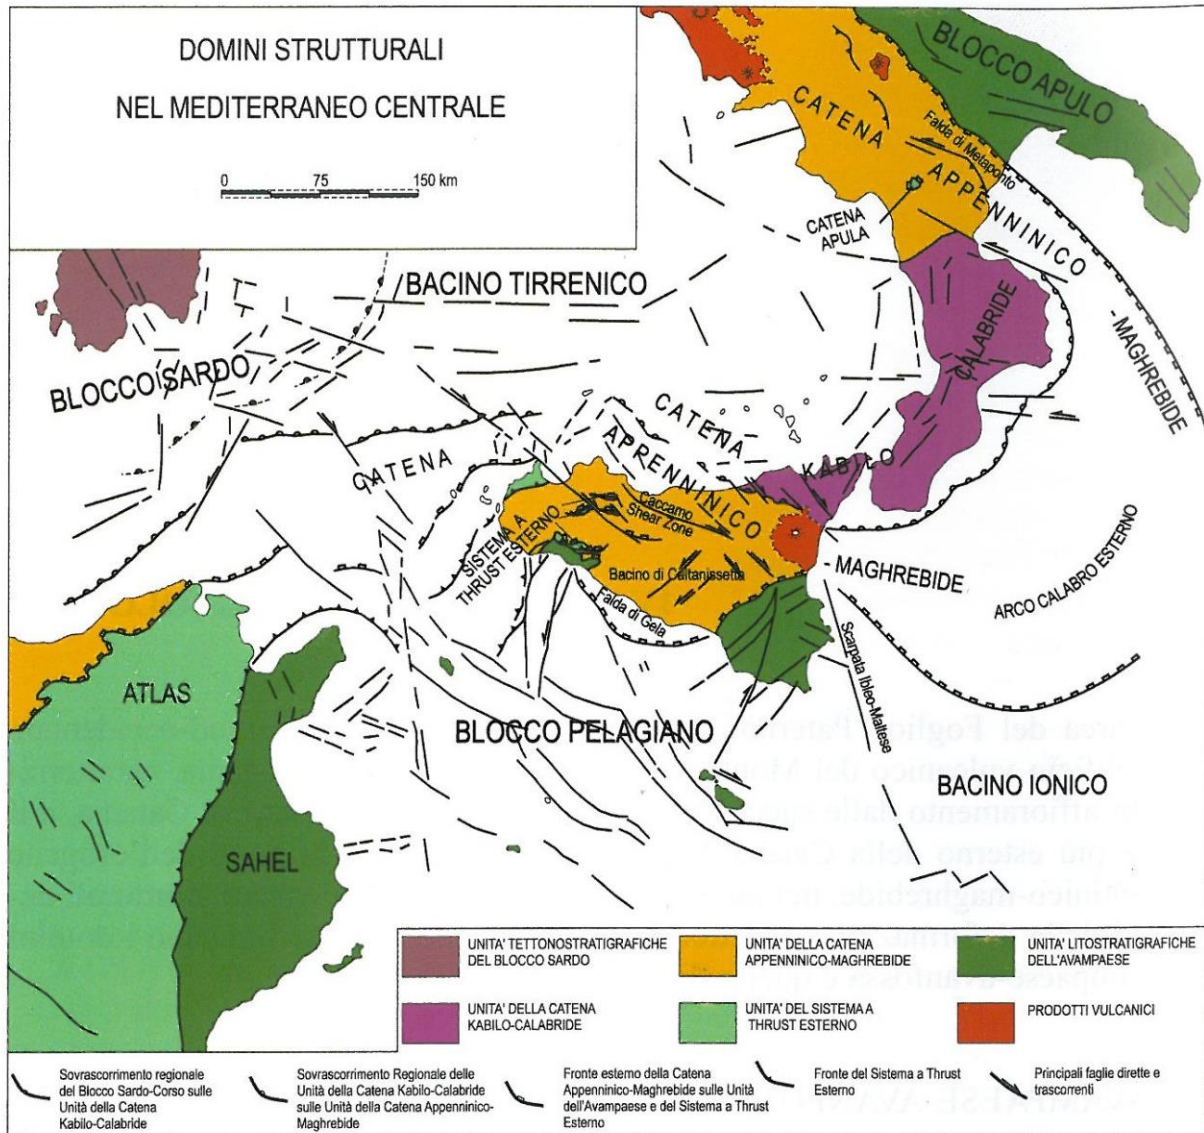 DOMINI STRUTTURALI
NEL MEDITERRANEO CENTRALE
0 75 150 km
BLOCCO APULO
CATENA
Falda di Metaponto
APPENNINICO
CATENA
APULA
- MAGHREBIDE
BACINO TIRRENICO
CALABRIDE
BLOCCO SARDO
CATENA
CATENA
APPENNINICO
KABILO
Caccamo
Shear Zone
SISTEMA A
THRUST ESTERNO
Bacino di Caltanissetta
- MAGHREBIDE
Falda di Gela
ARCO CALABRO ESTERNO
Scarpata Ibleo-Maltese
ATLAS
BLOCCO PELAGIANO
BACINO IONICO
SAHEL
UNITA' TETTONOSTRATIGRAFICHE
DEL BLOCCO SARDO
UNITA' DELLA CATENA
APPENNINICO-MAGHREBIDE
UNITA' LITOSTRATIGRAFICHE
DELL'AVAMPAESE
UNITA' DELLA CATENA
KABILO-CALABRIDE
UNITA' DEL SISTEMA A
THRUST ESTERNO
PRODOTTI VULCANICI
Sovrascorrimento regionale
del Blocco Sardo-Corso sulle
Unità della Catena
Kabilo-Calabride
Sovrascorrimento Regionale delle
Unità della Catena Kabilo-Calabride
sulle Unità della Catena Appenninico-
Maghrebide
Fronte esterno della Catena
Appenninico-Maghrebide sulle Unità
dell'Avampaese e del Sistema a Thrust
Esterno
Fronte del Sistema a Thrust
Esterno
Principali faglie dirette e
trascorrenti